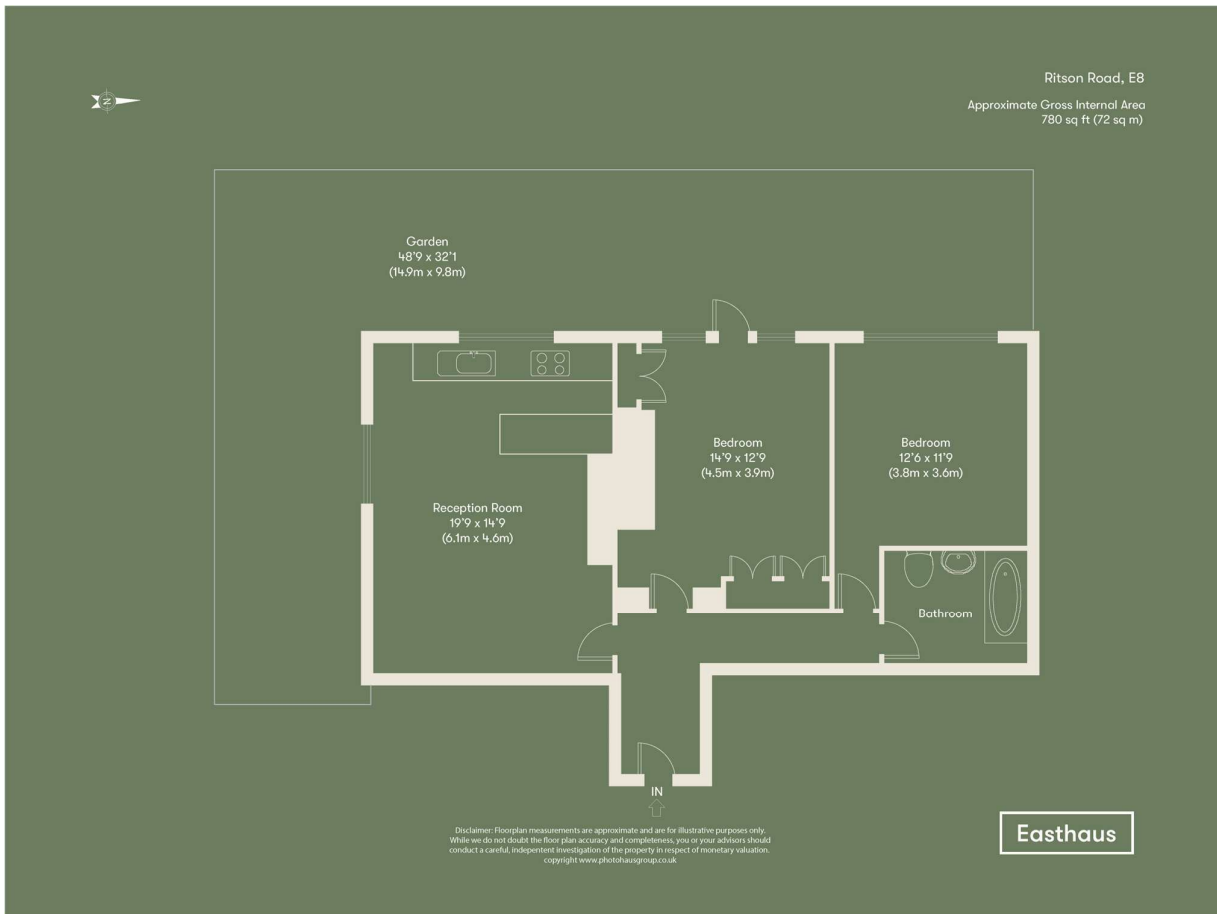 Ritson Road, E8
Approximate Gross Internal Area
780 sq ft (72 sq m)
N
Garden
48'9 x 32'1
(14.9m x 9.8m)
Bedroom
14'9 x 12'9
(4.5m x 3.9m)
Bedroom
12'6 x 11'9
(3.8m x 3.6m)
Reception Room
19'9 x 14'9
(6.1m x 4.6m)
Bathroom
IN
Disclaimer: Floorplan measurements are approximate and are for illustrative purposes only.
While we do not doubt the floor plan accuracy and completeness, you or your advisors should
conduct a careful, indepentent investigation of the property in respect of monetary valuation.
copyright www.photohausgroup.co.uk
Easthaus